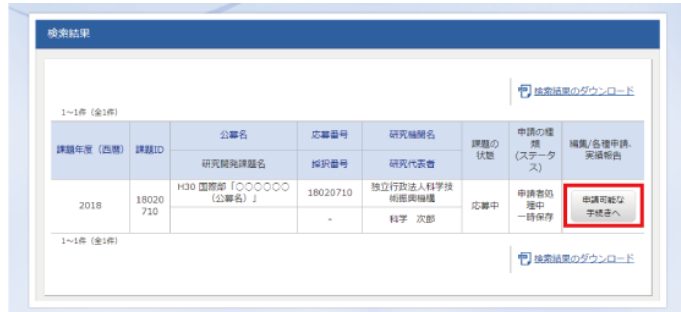 検索結果
検索結果のダウンロード
1～1件 (全1件)
課題年度（西暦） 課題ID 公募名 応募番号 研究機関名 課題の状態 申請の種類(ステータス) 編集/各種申請、実績報告
研究開発課題名 採択番号 研究代表者
2018 18020710 H30 国際部「〇〇〇〇〇〇（公募名）」 18020710 独立行政法人科学技術振興機構 応募中 申請者処理中一時保存 申請可能な手続きへ
- 科学 次郎
1～1件 (全1件)
検索結果のダウンロード